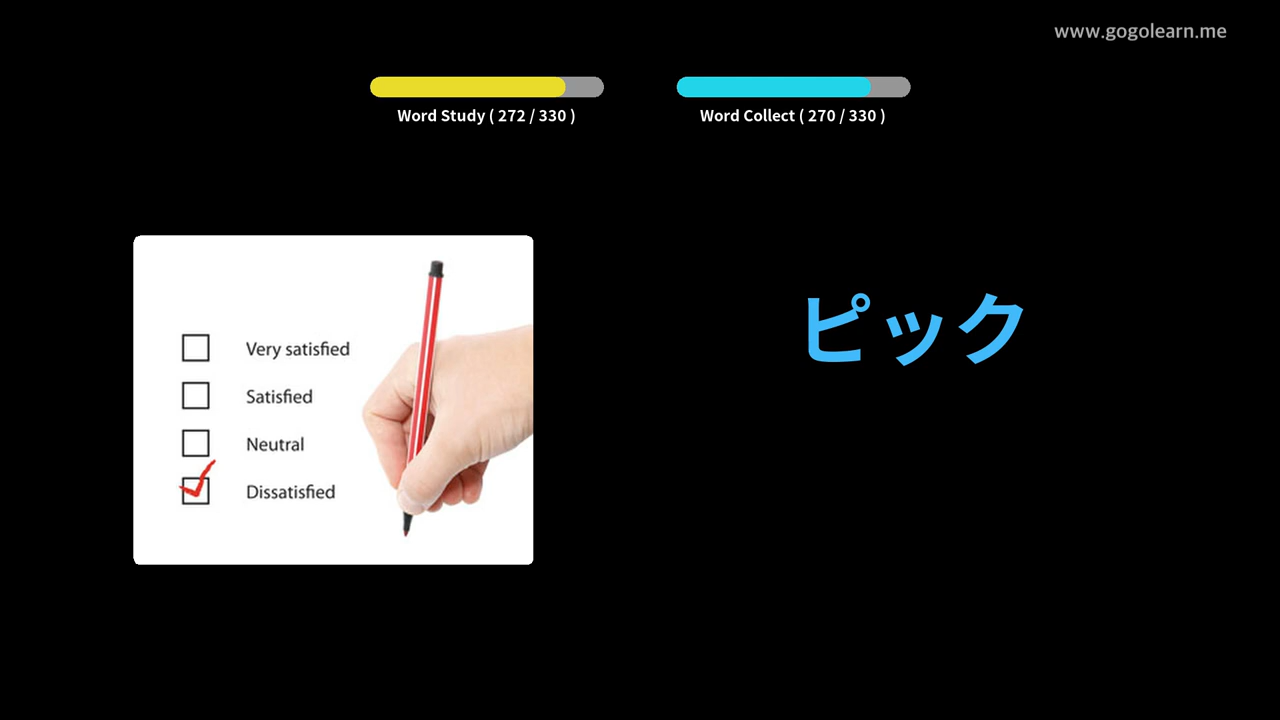 www.gogolearn.me
Word Study ( 272 / 330 )
Word Collect ( 270 / 330 )
Very satisfied
Satisfied
Neutral
Dissatisfied
ピック